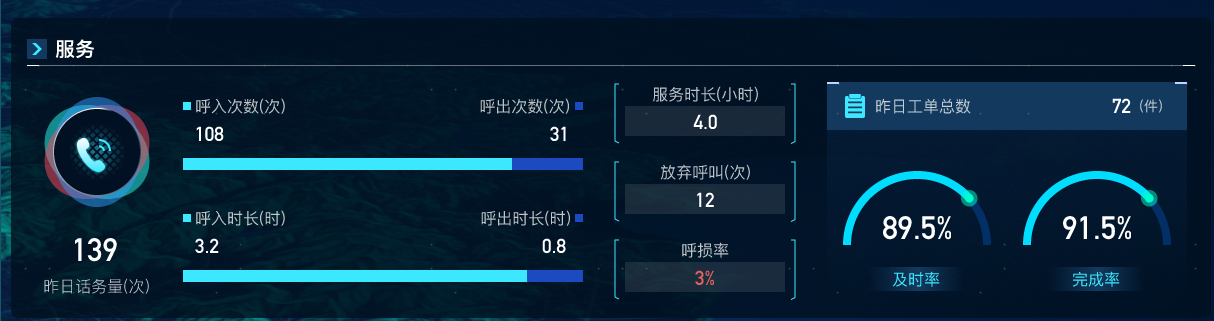 服务
139
昨日话务量(次)
呼入次数(次) 呼出次数(次)
108 31
呼入时长(时) 呼出时长(时)
3.2 0.8
服务时长(小时)
4.0
放弃呼叫(次)
12
呼损率
3%
昨日工单总数 72 (件)
89.5% 91.5%
及时率 完成率